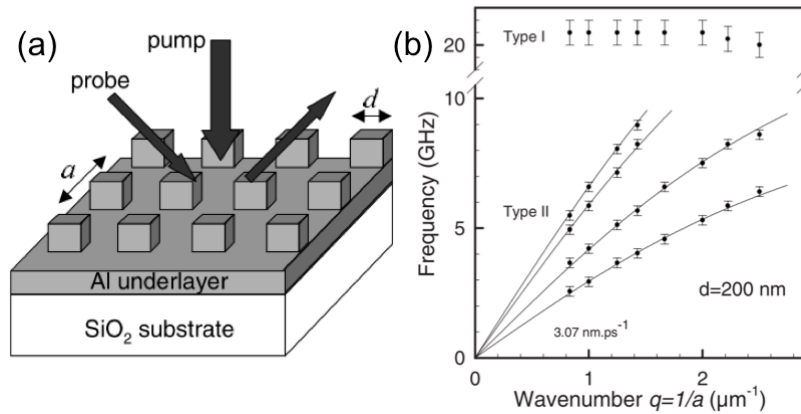 (a)
pump
probe
d
a
Al underlayer
SiO₂ substrate
(b)
Type I
20
10
Frequency (GHz)
Type II
5
d=200 nm
3.07 nm.ps⁻¹
0
0 1 2
Wavenumber q=1/a (µm⁻¹)